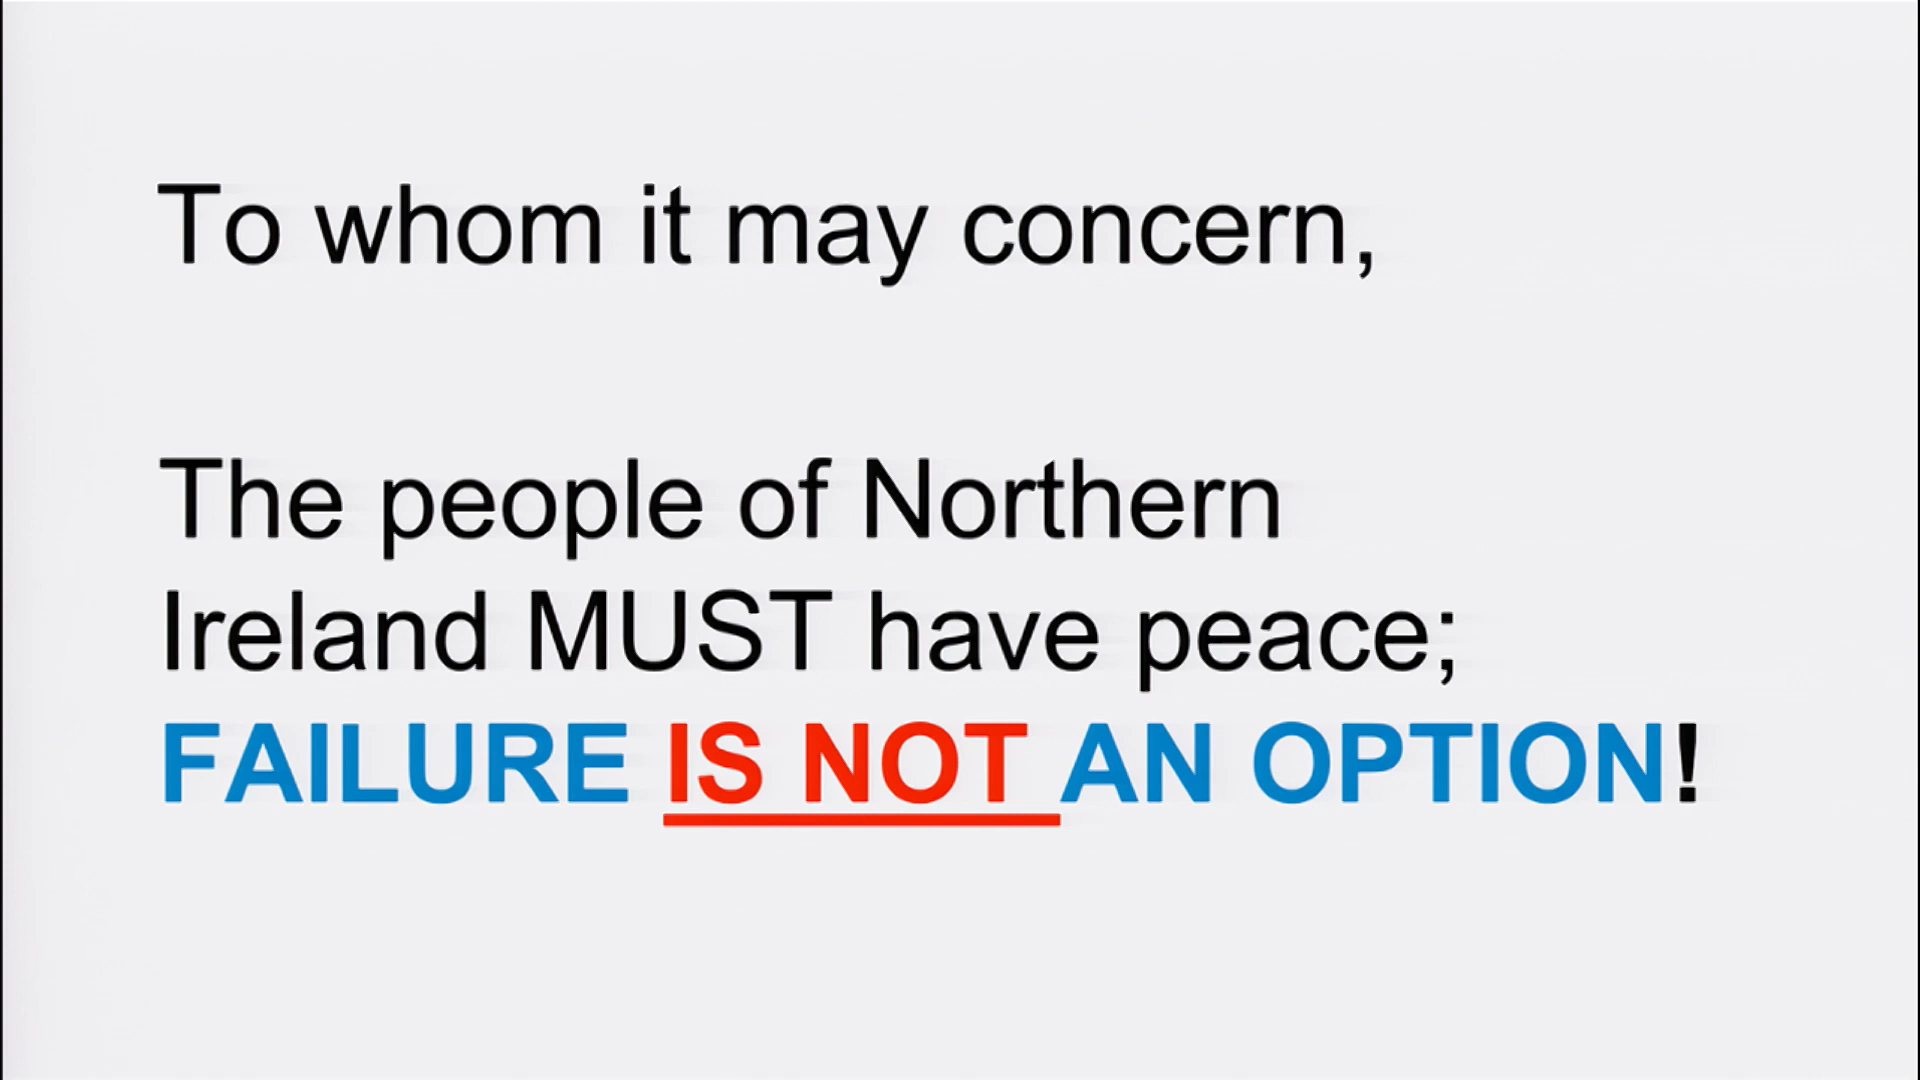 To whom it may concern,
The people of Northern
Ireland MUST have peace;
FAILURE IS NOT AN OPTION!